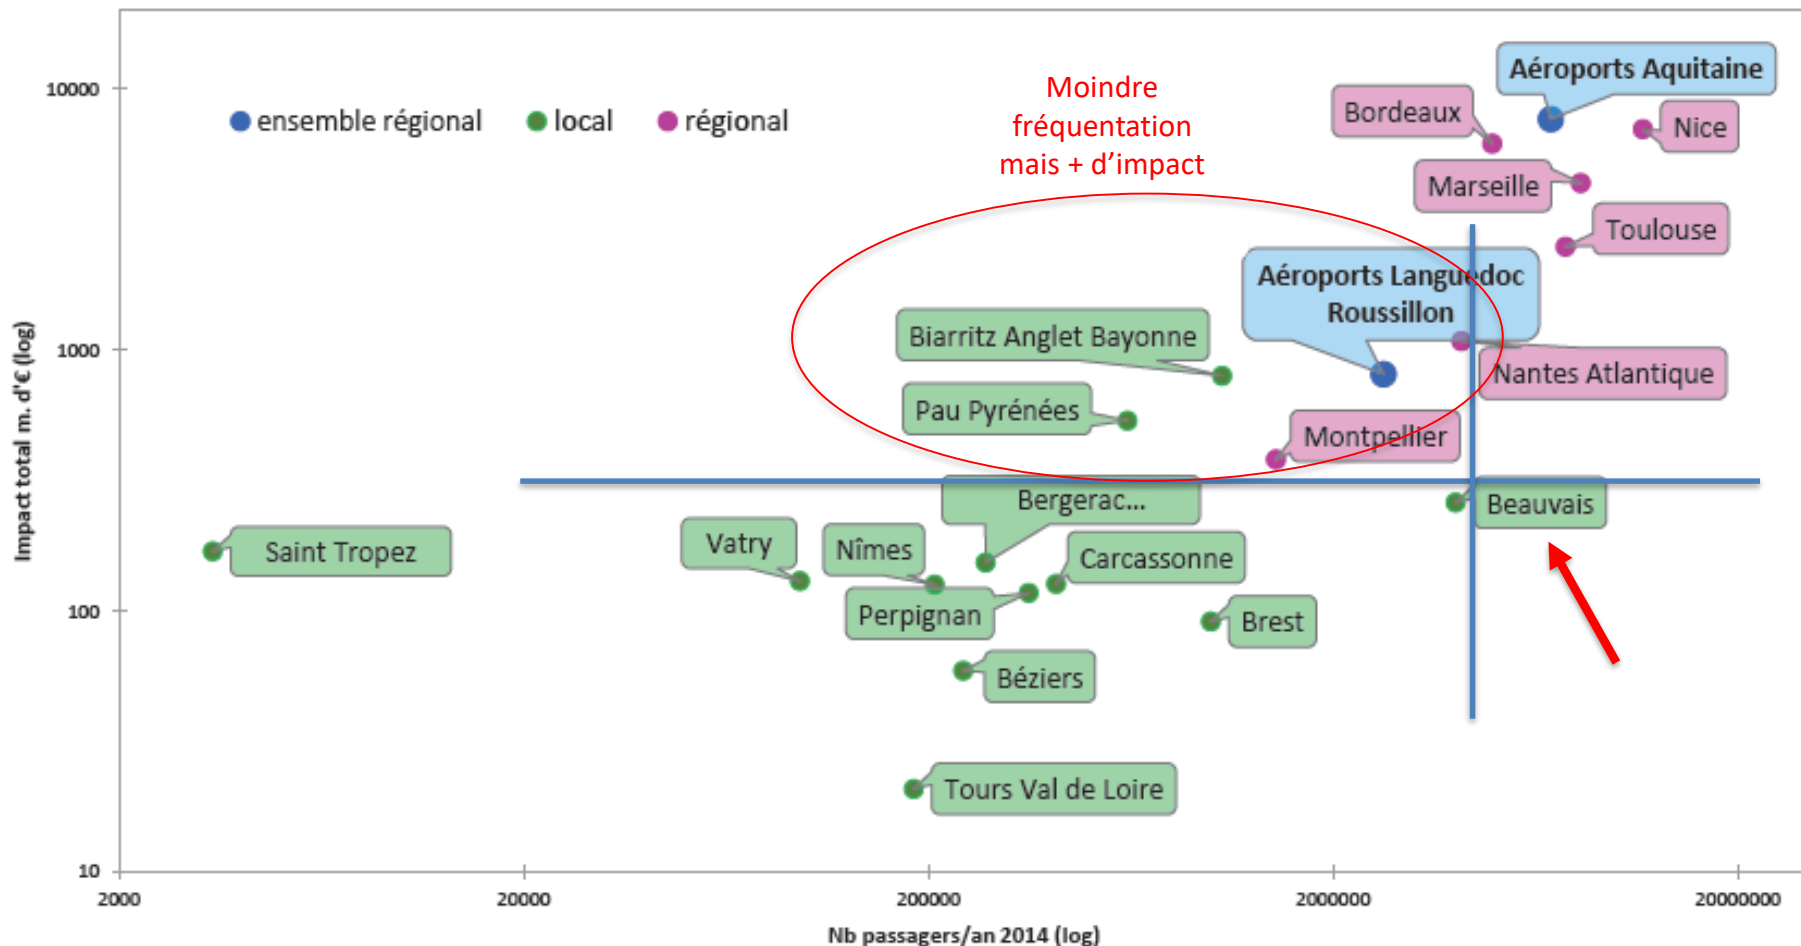 Aéroports Aquitaine
10000
Moindre
fréquentation
mais + d'impact
Bordeaux
ensemble régional
local
régional
Nice
Marseille
Toulouse
Aéroports Languedoc
Roussillon
Biarritz Anglet Bayonne
1000
Nantes Atlantique
Pau Pyrénées
Montpellier
Impact total m. d'€ (log)
Bergerac...
Beauvais
Saint Tropez
Vatry
Nîmes
Carcassonne
100
Perpignan
Brest
Béziers
Tours Val de Loire
10
2000
20000
200000
2000000
20000000
Nb passagers/an 2014 (log)